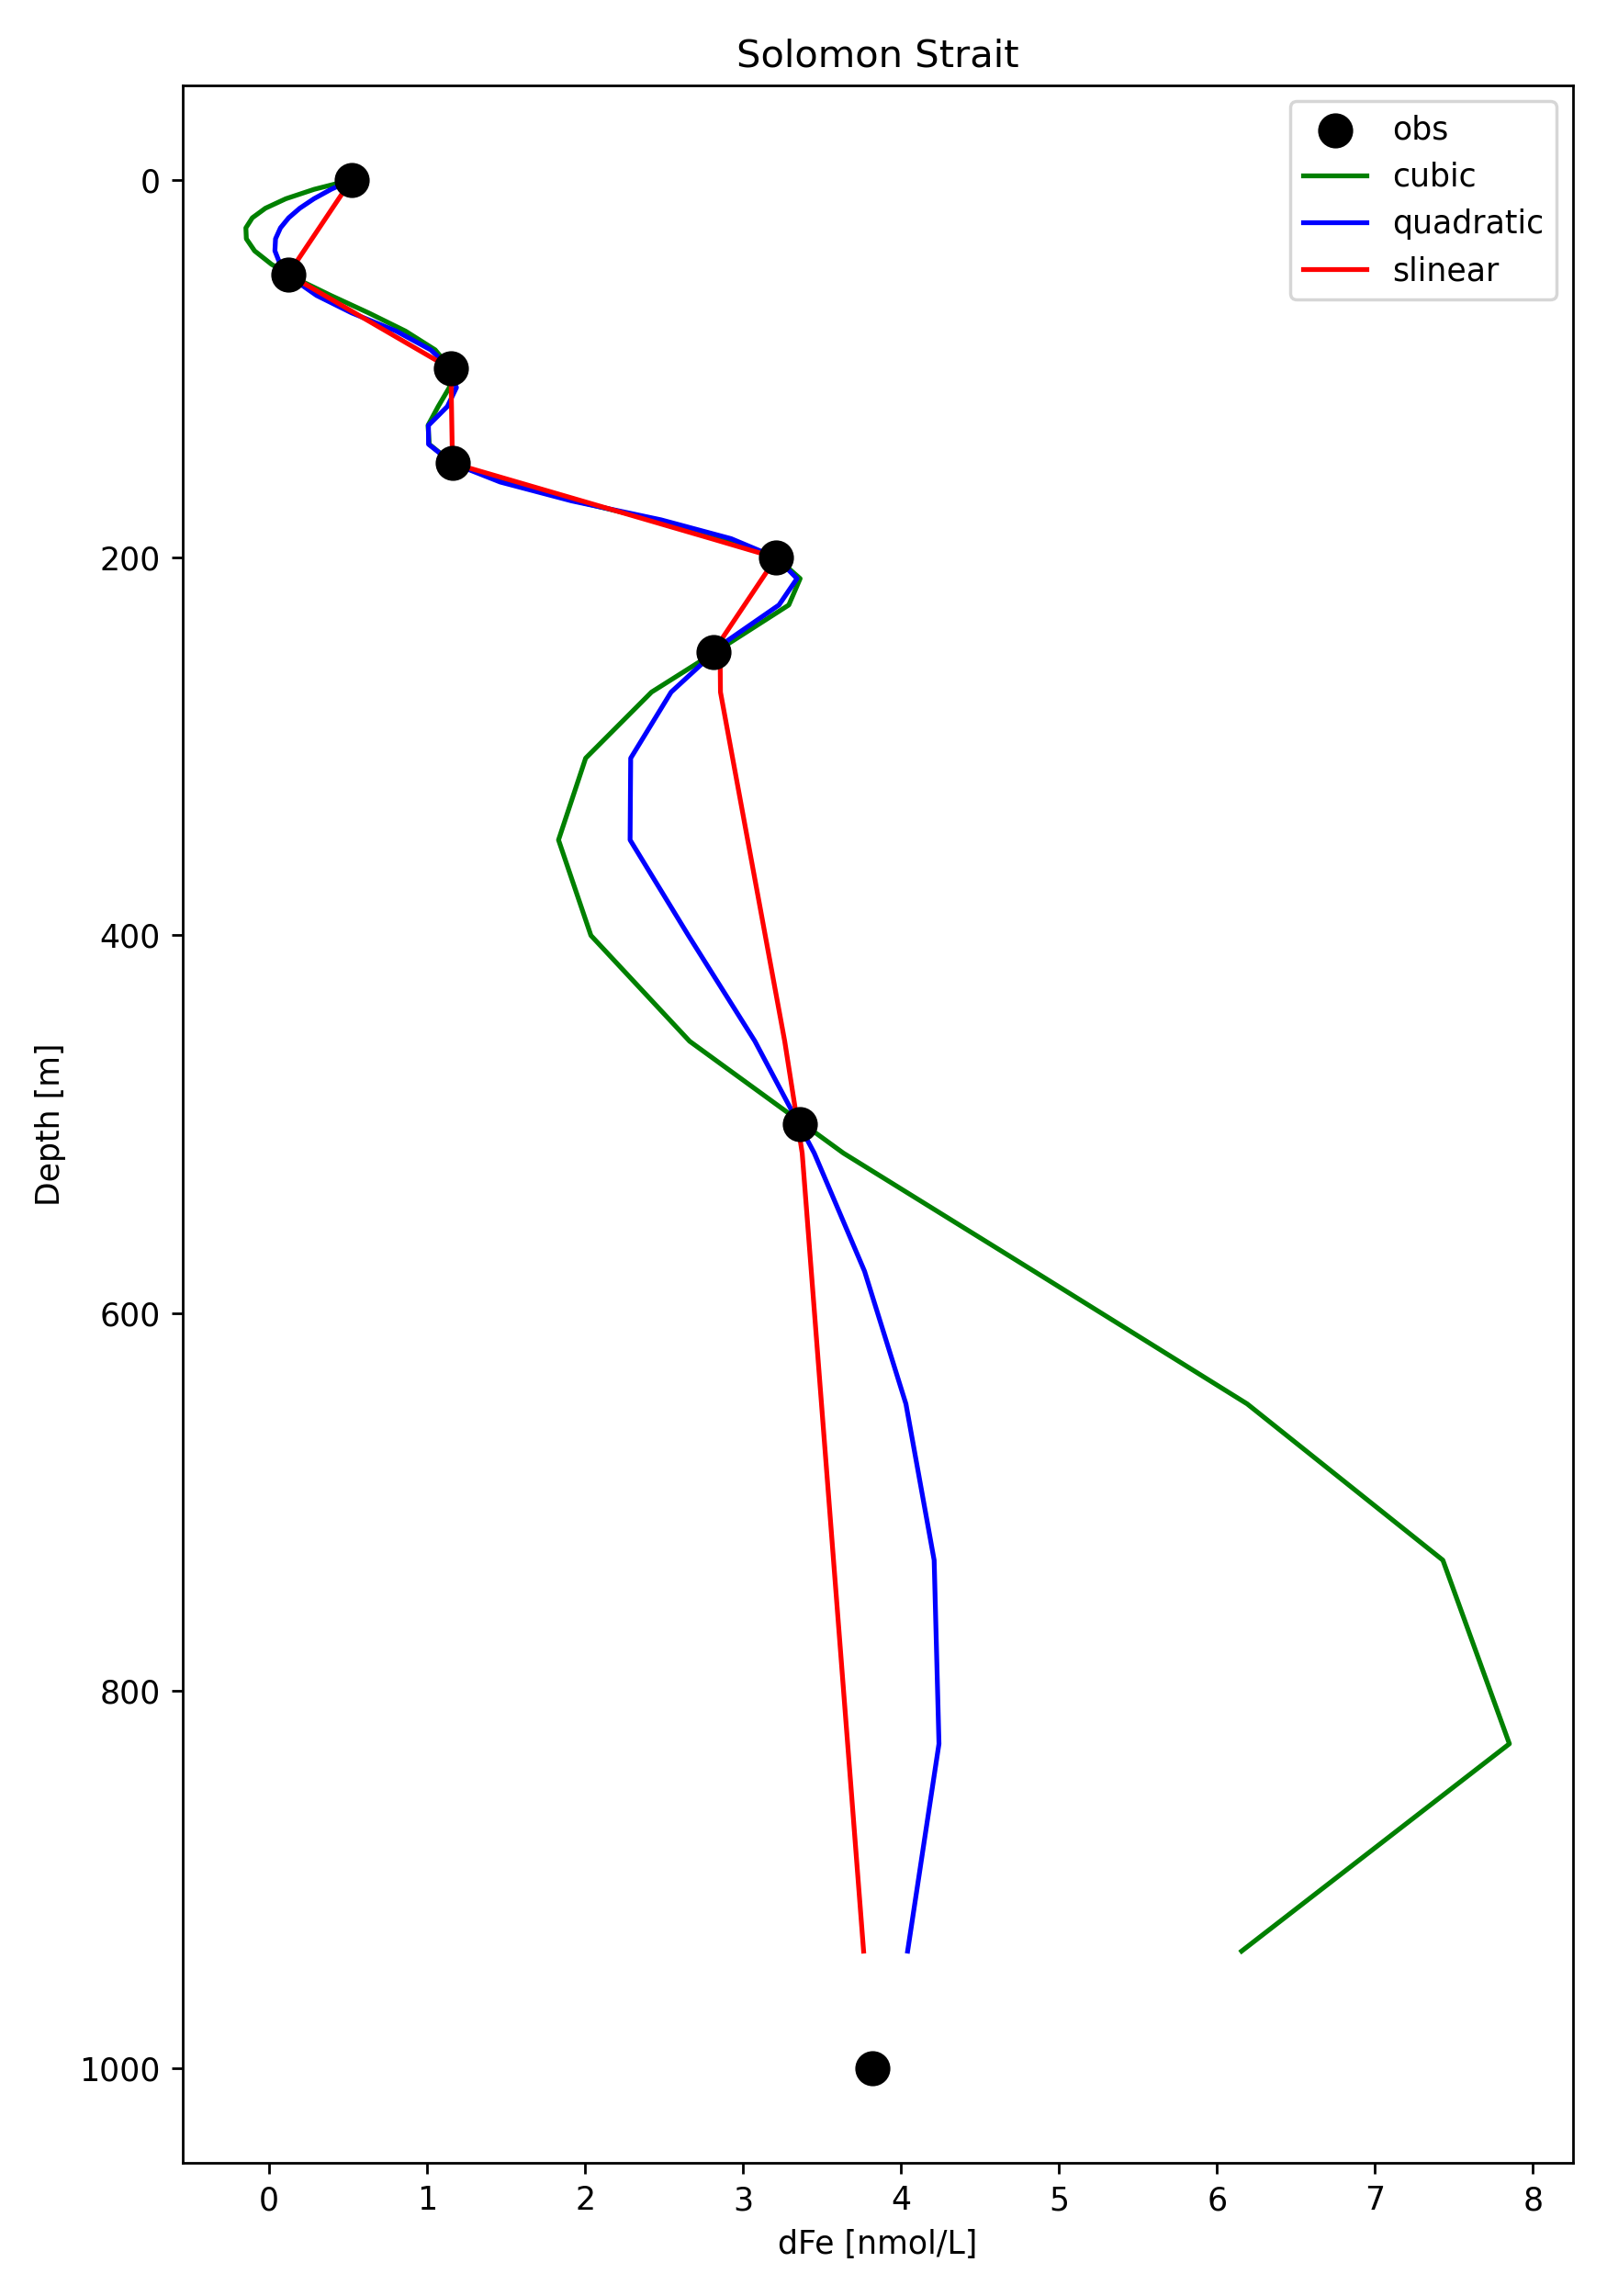 Solomon Strait
obs
cubic
quadratic
slinear
0
200
400
600
800
1000
Depth [m]
0 1 2 3 4 5 6 7 8
dFe [nmol/L]